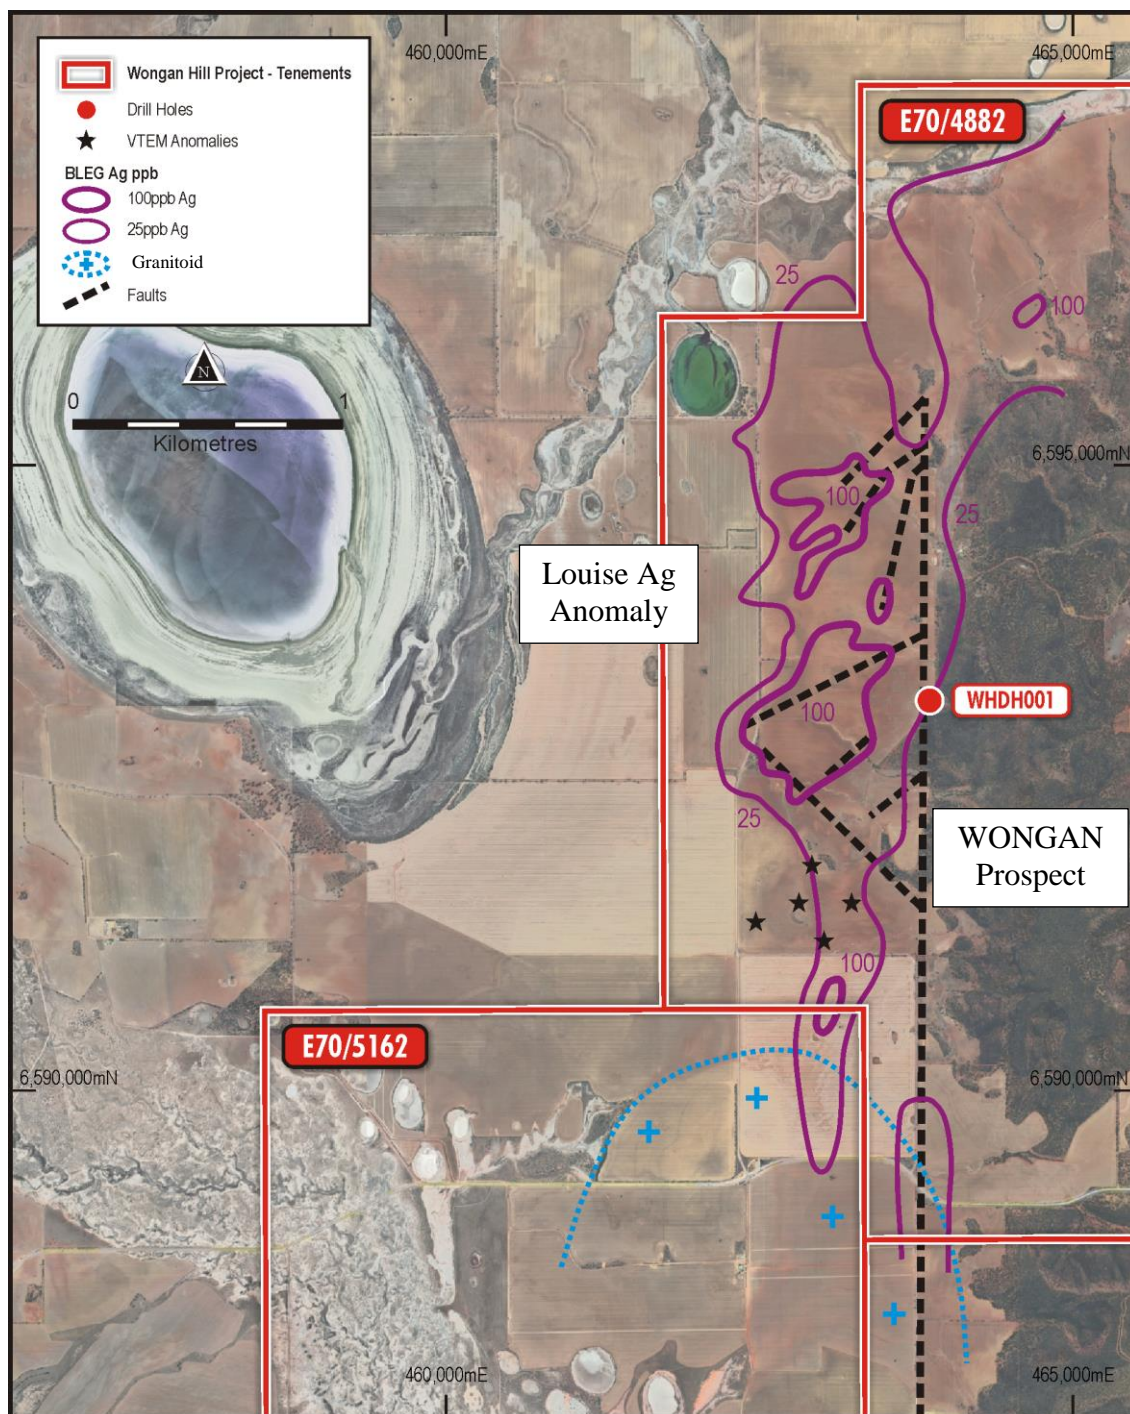 460,000mE
465,000mE
Wongan Hill Project - Tenements
Drill Holes
VTEM Anomalies
BLEG Ag ppb
100ppb Ag
25ppb Ag
Granitoid
Faults
E70/4882
25
100
N
0
1
Kilometres
6,595,000mN
100
25
Louise Ag
Anomaly
WHDH001
100
25
WONGAN
Prospect
100
E70/5162
6,590,000mN
6,590,000mN
460,000mE
465,000mE